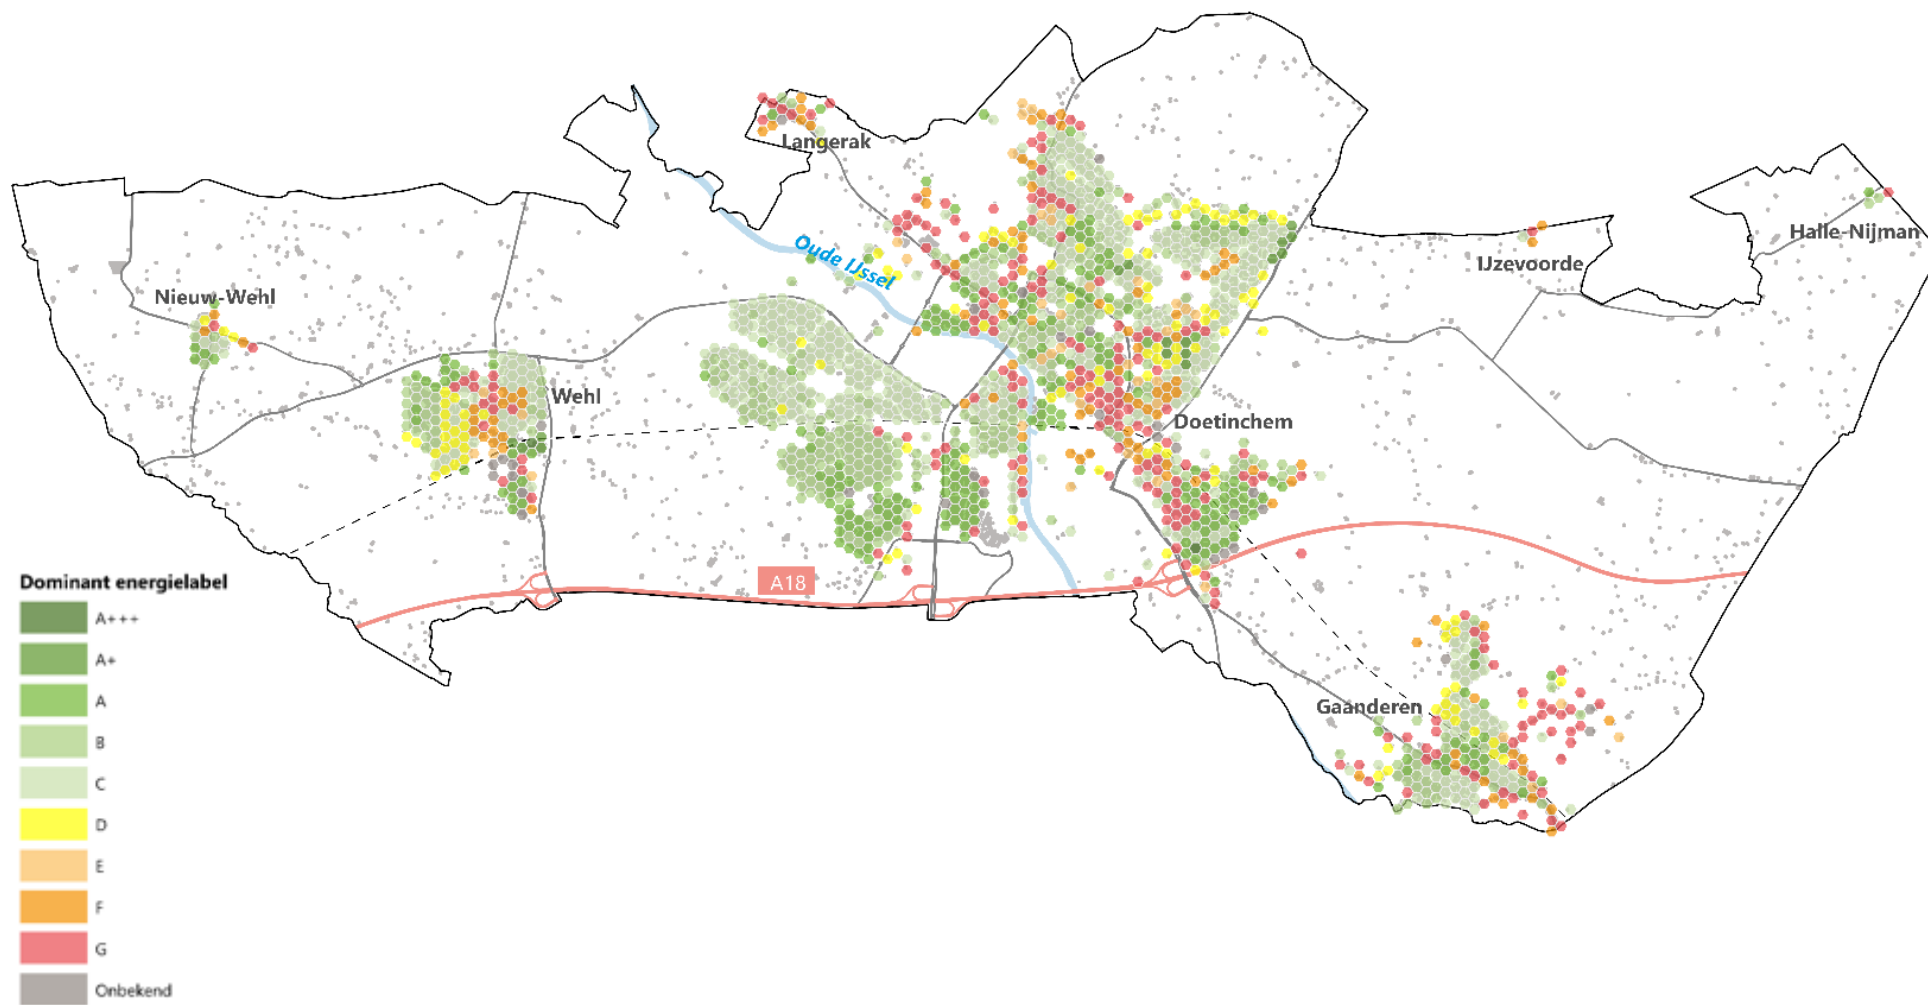 Langerak
Halle-Nijman
Oude IJssel
IJzevoorde
Nieuw-Wehl
Wehl
Doetinchem
A18
Gaanderen
Dominant energielabel
A+++
A+
A
B
C
D
E
F
G
Onbekend